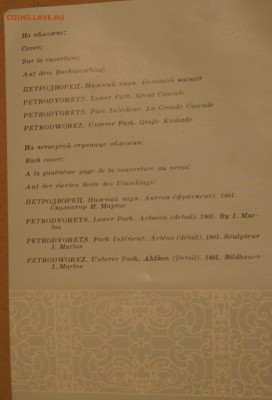 COINS-LAVE.RU
На обложке:
Cover:
Sur la couverture:
Auf dem Buchumschlag:
ПЕТРОДВОРЕЦ. Нижний парк. Большой каскад
PETRODVORETS. Lower Park. Great Cascade
PETRODVORETS. Parc Inférieur. La Grande Cascade
PETRODWOREZ. Unterer Park. Große Kaskade
На четвертой странице обложки:
Back cover:
A la quatrième page de la couverture au verso:
Auf der vierten Seite des Umschlags:
ПЕТРОДВОРЕЦ. Нижний парк. Актеон (фрагмент). 1801.
Скульптор И. Мартос
PETRODVORETS. Lower Park. Actaeon (detail). 1801. By I. Mar-
tos
PETRODVORETS. Park Intérieur. Actéon (détail). 1801. Sculpteur
I. Martos
PETRODWOREZ. Unterer Park. Aktäon (Detail). 1801. Bildhauer
I. Martos